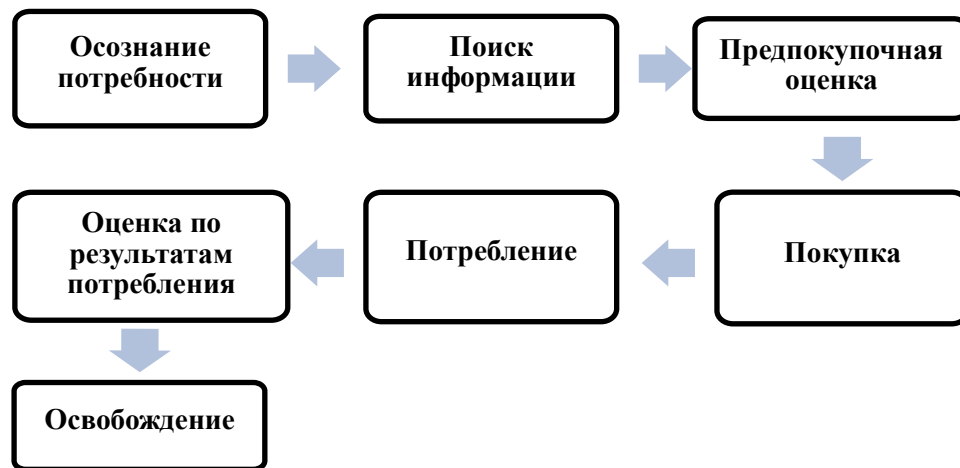 Осознание
потребности
Поиск
информации
Предпокупочная
оценка
Покупка
Потребление
Оценка по
результатам
потребления
Освобождение